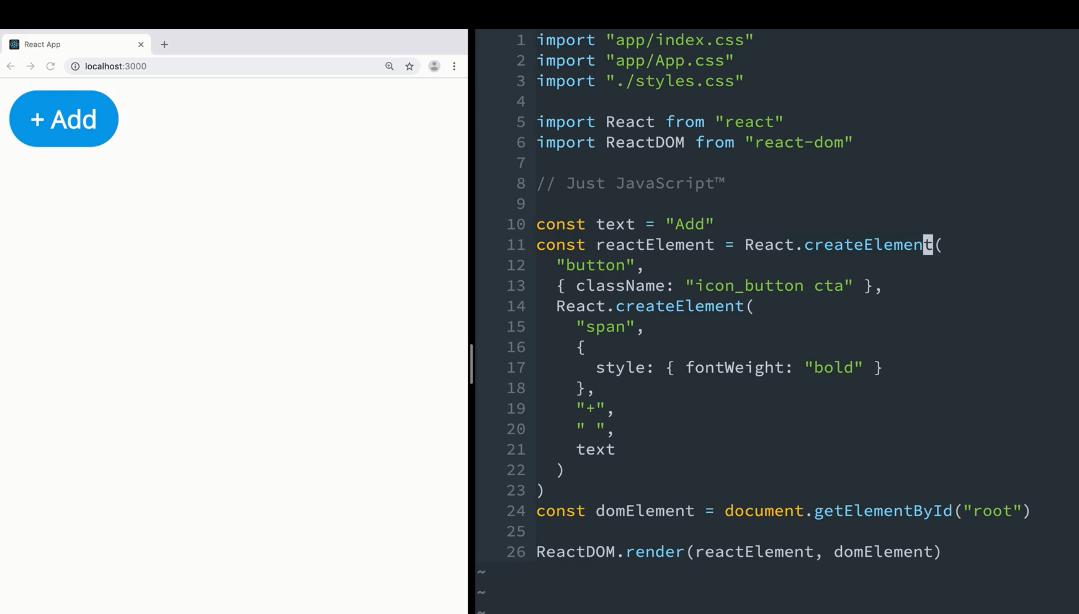 React App
localhost:3000
+ Add
1 import "app/index.css"
2 import "app/App.css"
3 import "./styles.css"
4
5 import React from "react"
6 import ReactDOM from "react-dom"
7
8 // Just JavaScript™
9
10 const text = "Add"
11 const reactElement = React.createElement(
12   "button",
13   { className: "icon_button cta" },
14   React.createElement(
15     "span",
16     {
17       style: { fontWeight: "bold" }
18     },
19     "+",
20     " ",
21     text
22   )
23 )
24 const domElement = document.getElementById("root")
25
26 ReactDOM.render(reactElement, domElement)
~
~
~